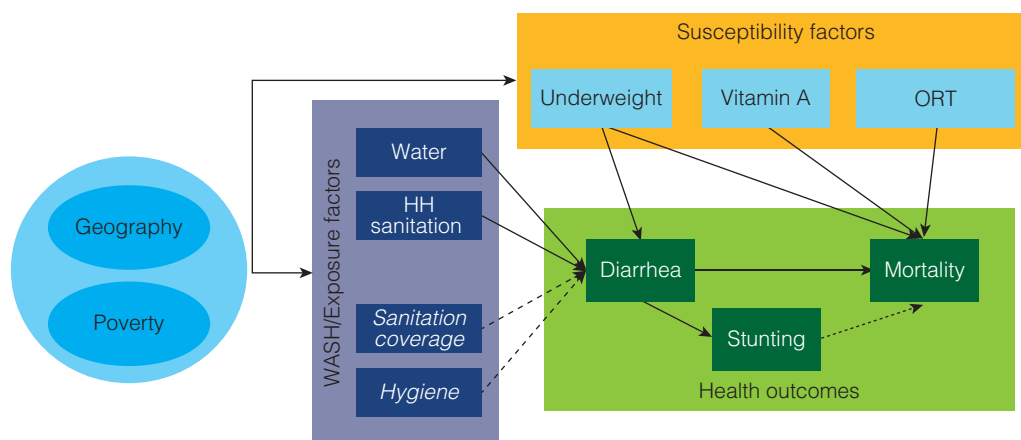 Susceptibility factors
Underweight
Vitamin A
ORT
Geography
Poverty
WASH/Exposure factors
Water
HH
sanitation
Sanitation
coverage
Hygiene
Diarrhea
Mortality
Stunting
Health outcomes